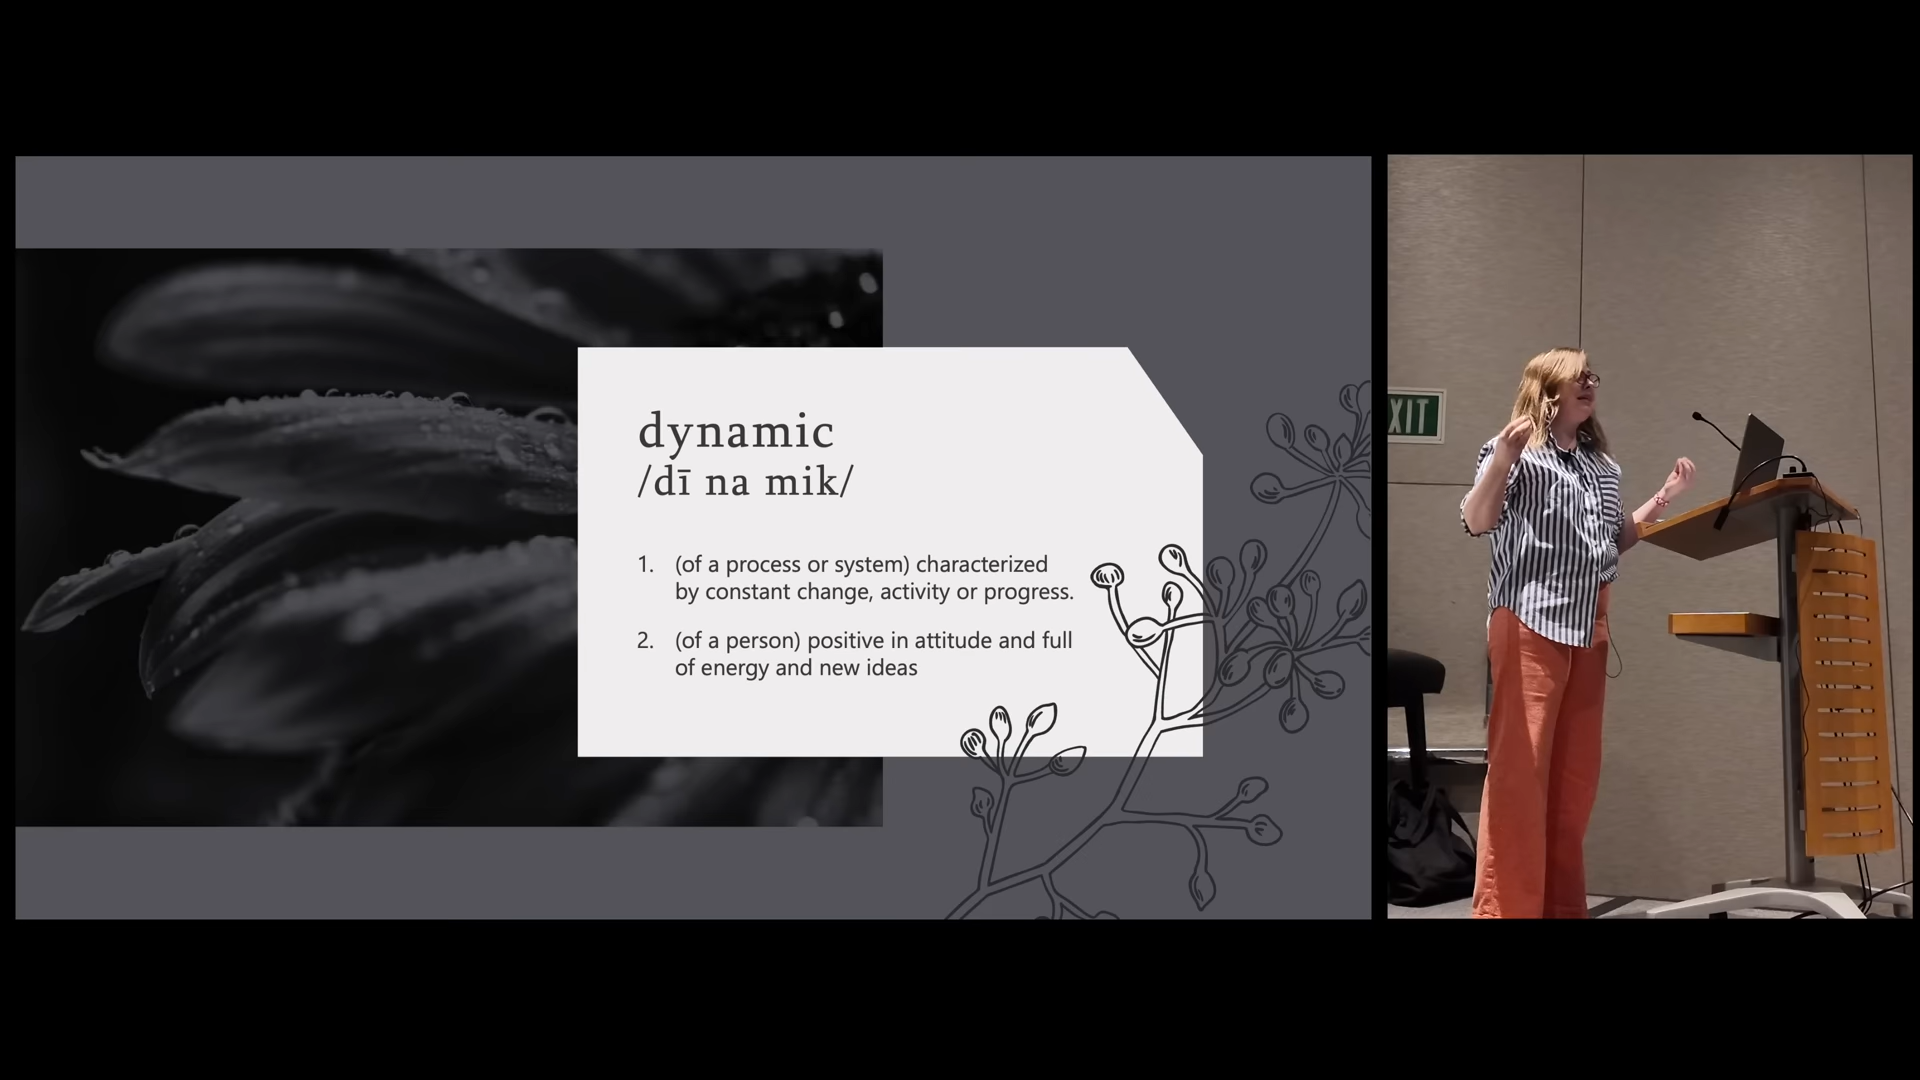 dynamic
/dī na mik/
1. (of a process or system) characterized
by constant change, activity or progress.
2. (of a person) positive in attitude and full
of energy and new ideas
XIT